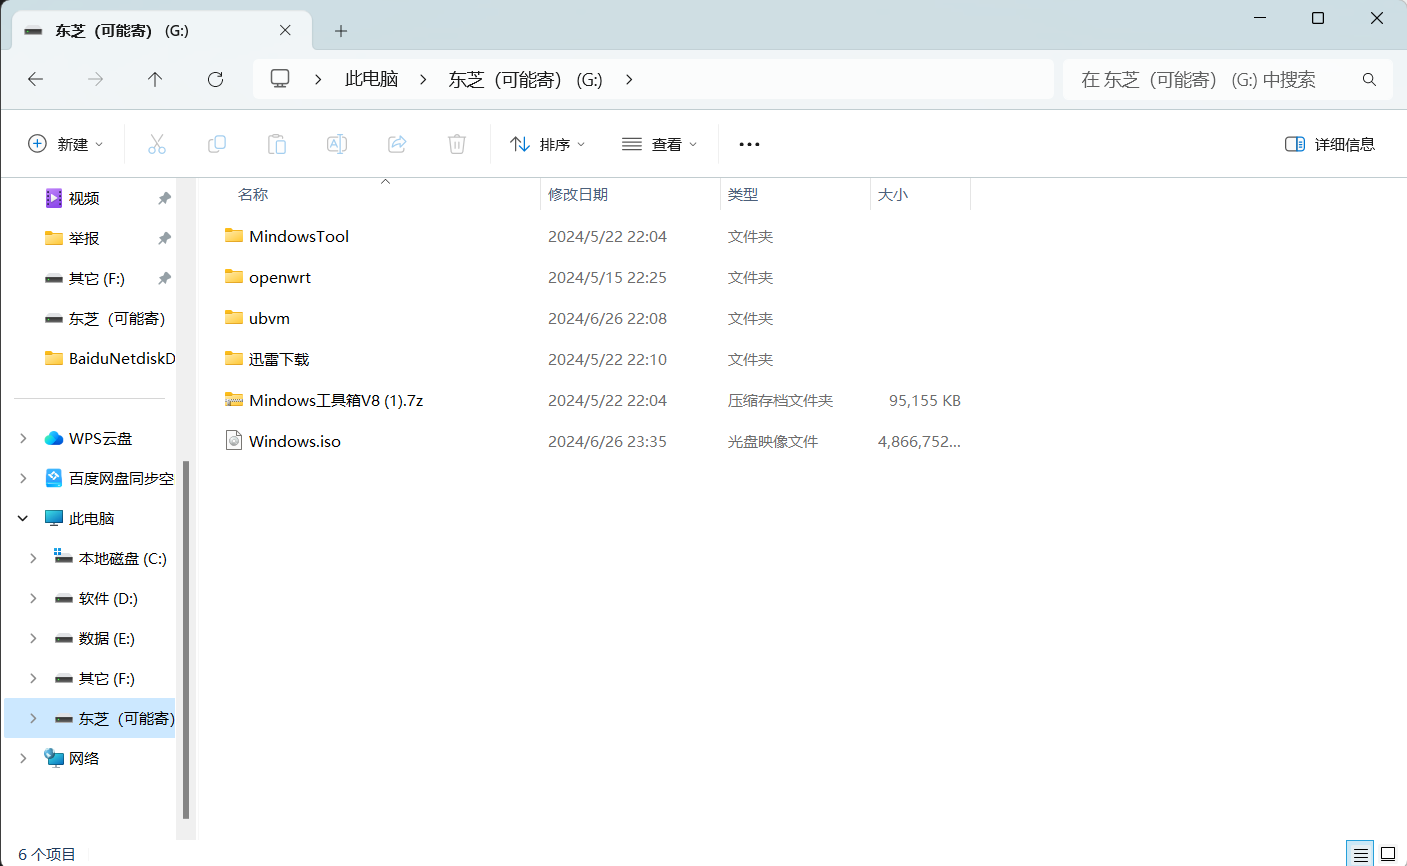 东芝（可能寄） (G:)
此电脑 东芝（可能寄） (G:)
在 东芝（可能寄） (G:) 中搜索
新建 排序 查看 详细信息
视频
举报
其它 (F:)
东芝（可能寄）
BaiduNetdiskD
WPS云盘
百度网盘同步空
此电脑
本地磁盘 (C:)
软件 (D:)
数据 (E:)
其它 (F:)
东芝（可能寄）
网络
名称 修改日期 类型 大小
MindowsTool 2024/5/22 22:04 文件夹
openwrt 2024/5/15 22:25 文件夹
ubvm 2024/6/26 22:08 文件夹
迅雷下载 2024/5/22 22:10 文件夹
Mindows工具箱V8 (1).7z 2024/5/22 22:04 压缩存档文件夹 95,155 KB
Windows.iso 2024/6/26 23:35 光盘映像文件 4,866,752...
6 个项目